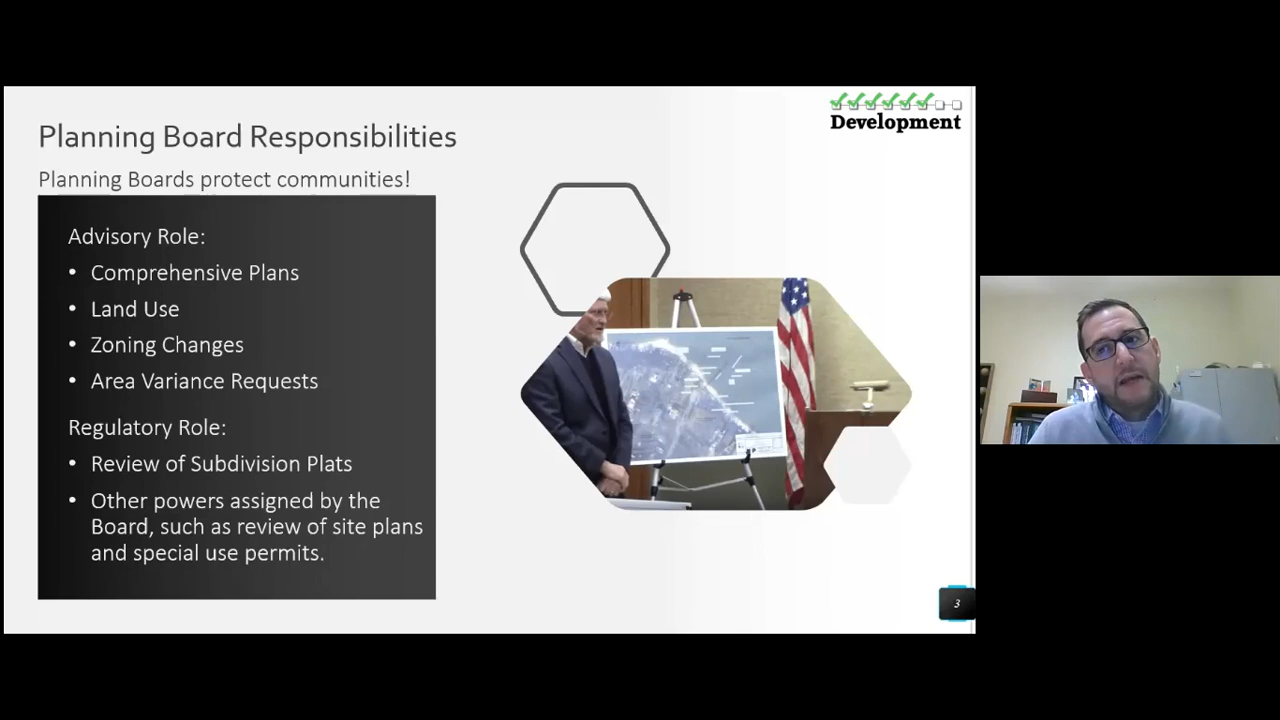 Development
Planning Board Responsibilities
Planning Boards protect communities!
Advisory Role:
• Comprehensive Plans
• Land Use
• Zoning Changes
• Area Variance Requests
Regulatory Role:
• Review of Subdivision Plats
• Other powers assigned by the
Board, such as review of site plans
and special use permits.
3